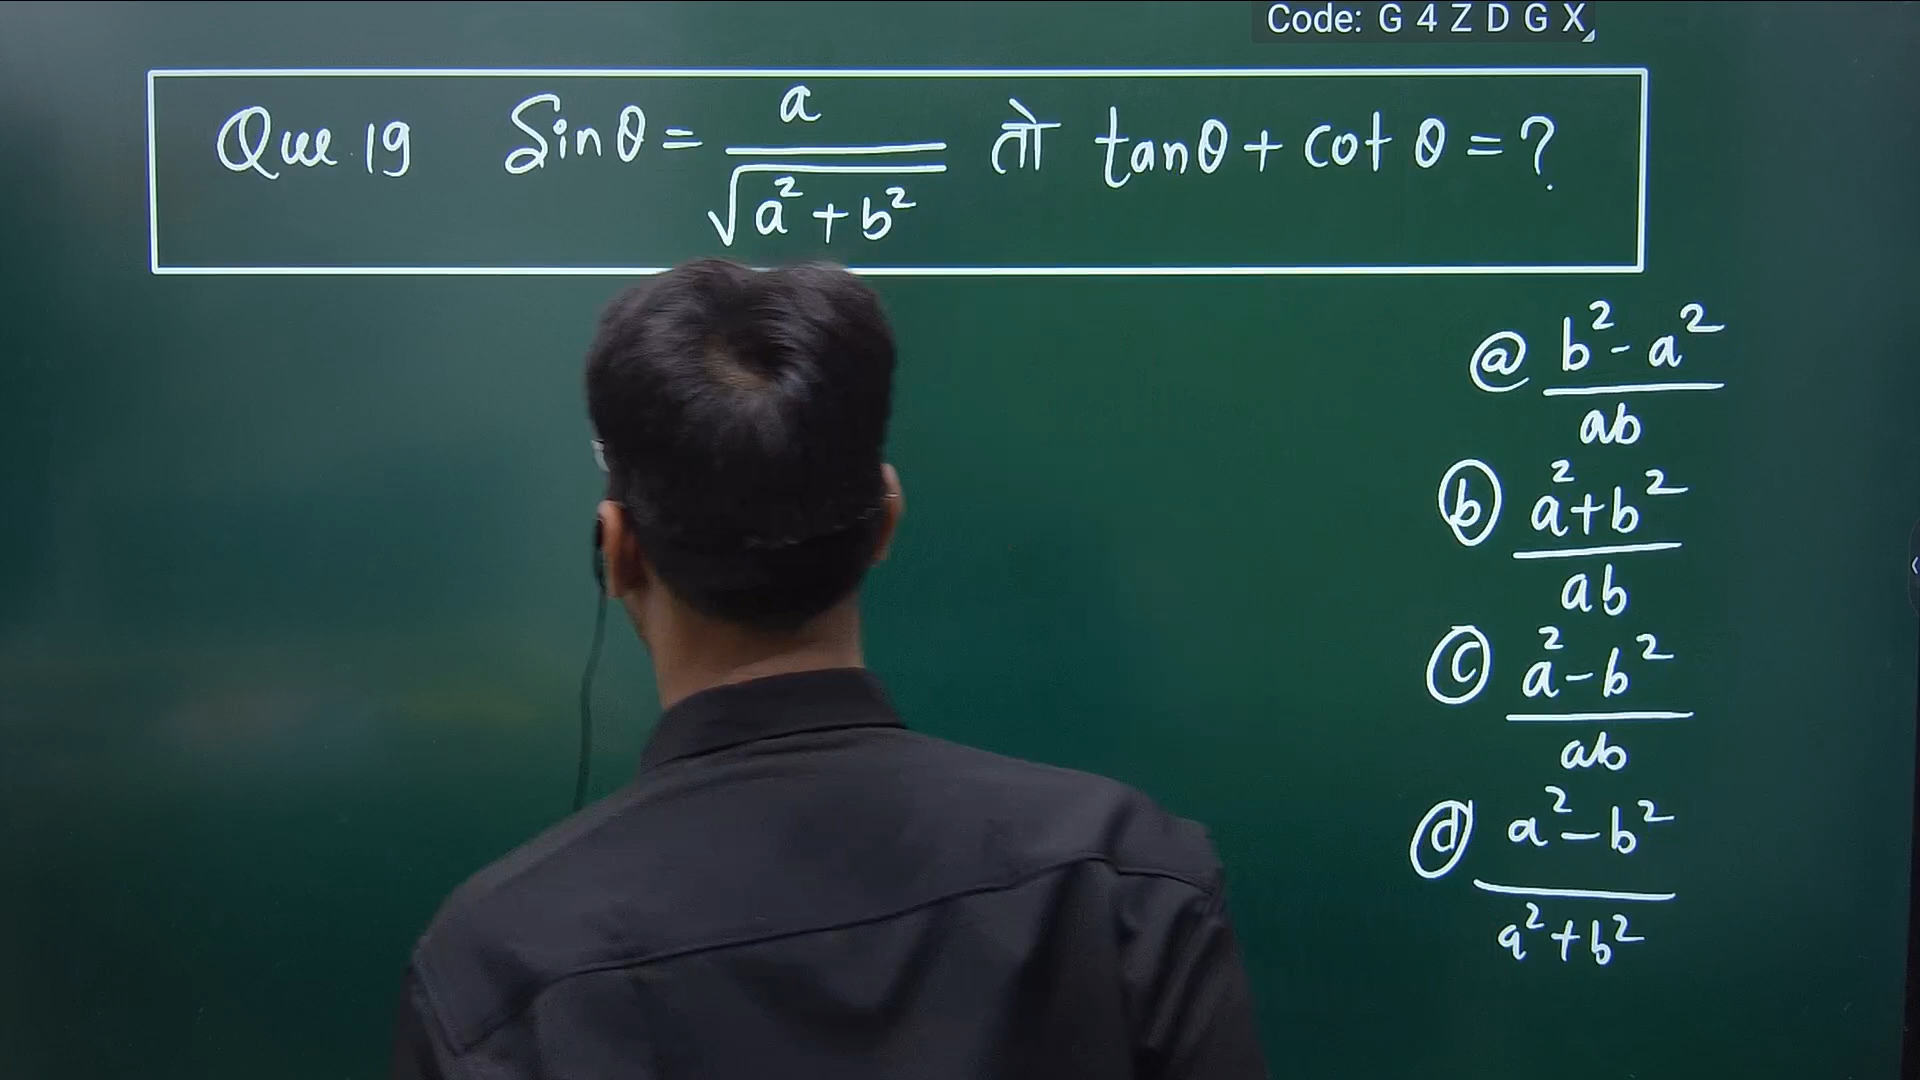 Code: G 4 Z D G X
Que 19 Sinθ = a / √(a² + b²) तो tanθ + cot θ = ?
ⓐ (b² - a²) / ab
ⓑ (a² + b²) / ab
ⓒ (a² - b²) / ab
ⓓ (a² - b²) / (a² + b²)